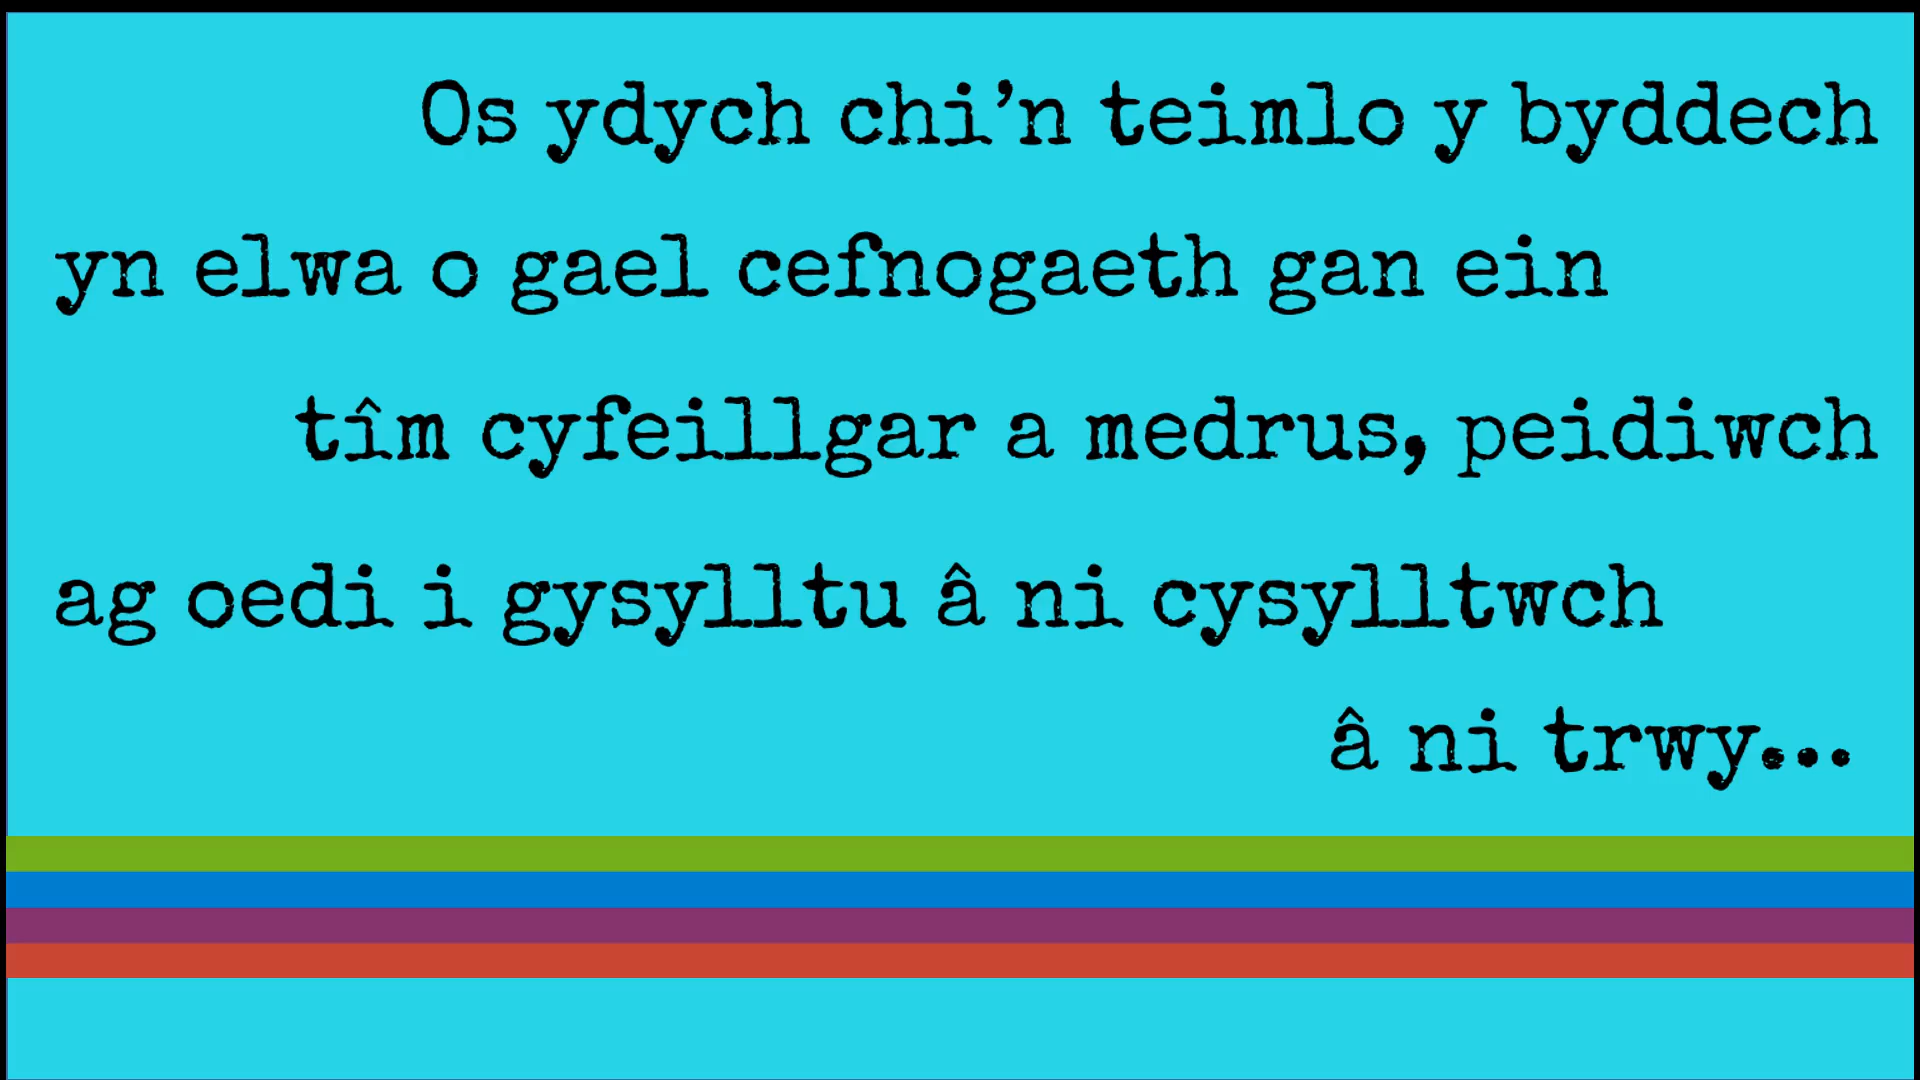 Os ydych chi’n teimlo y byddech
yn elwa o gael cefnogaeth gan ein
tîm cyfeillgar a medrus, peidiwch
ag oedi i gysylltu â ni cysylltwch
â ni trwy...